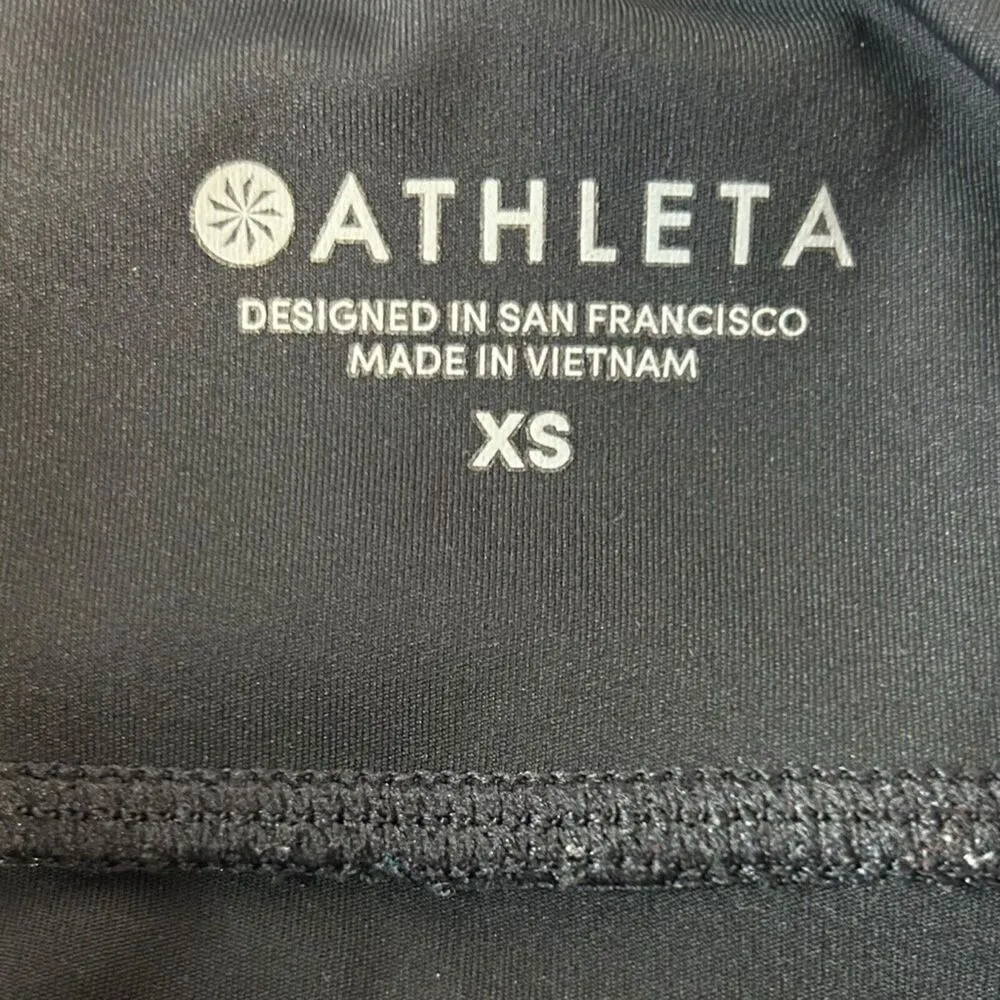 ATHLETA
DESIGNED IN SAN FRANCISCO
MADE IN VIETNAM
XS